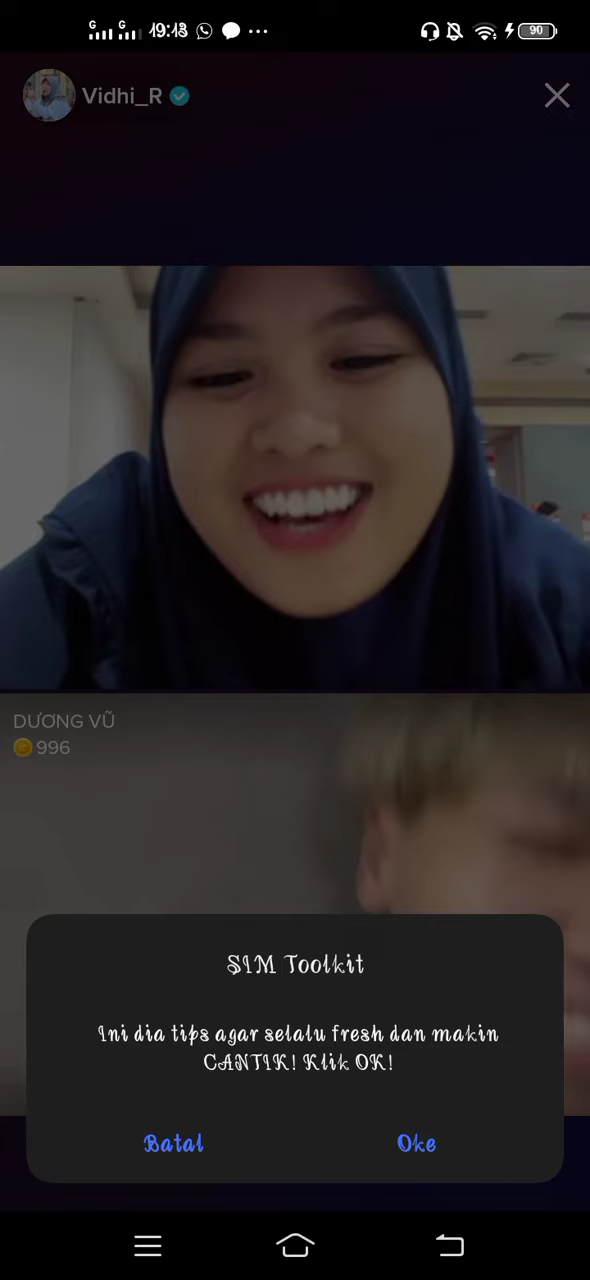 G G 19:13 90
Vidhi_R
DƯƠNG VŨ
996
SIM Toolkit
Ini dia tips agar selalu fresh dan makin
CANTIK! Klik OK!
Batal Oke